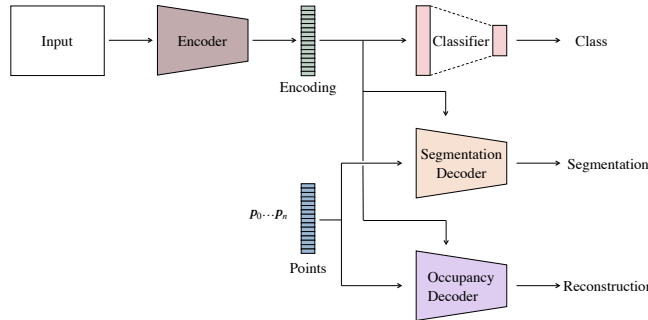 Input
Encoder
Encoding
Classifier
Class
Segmentation
Decoder
Segmentation
p₀…pₙ
Points
Occupancy
Decoder
Reconstruction